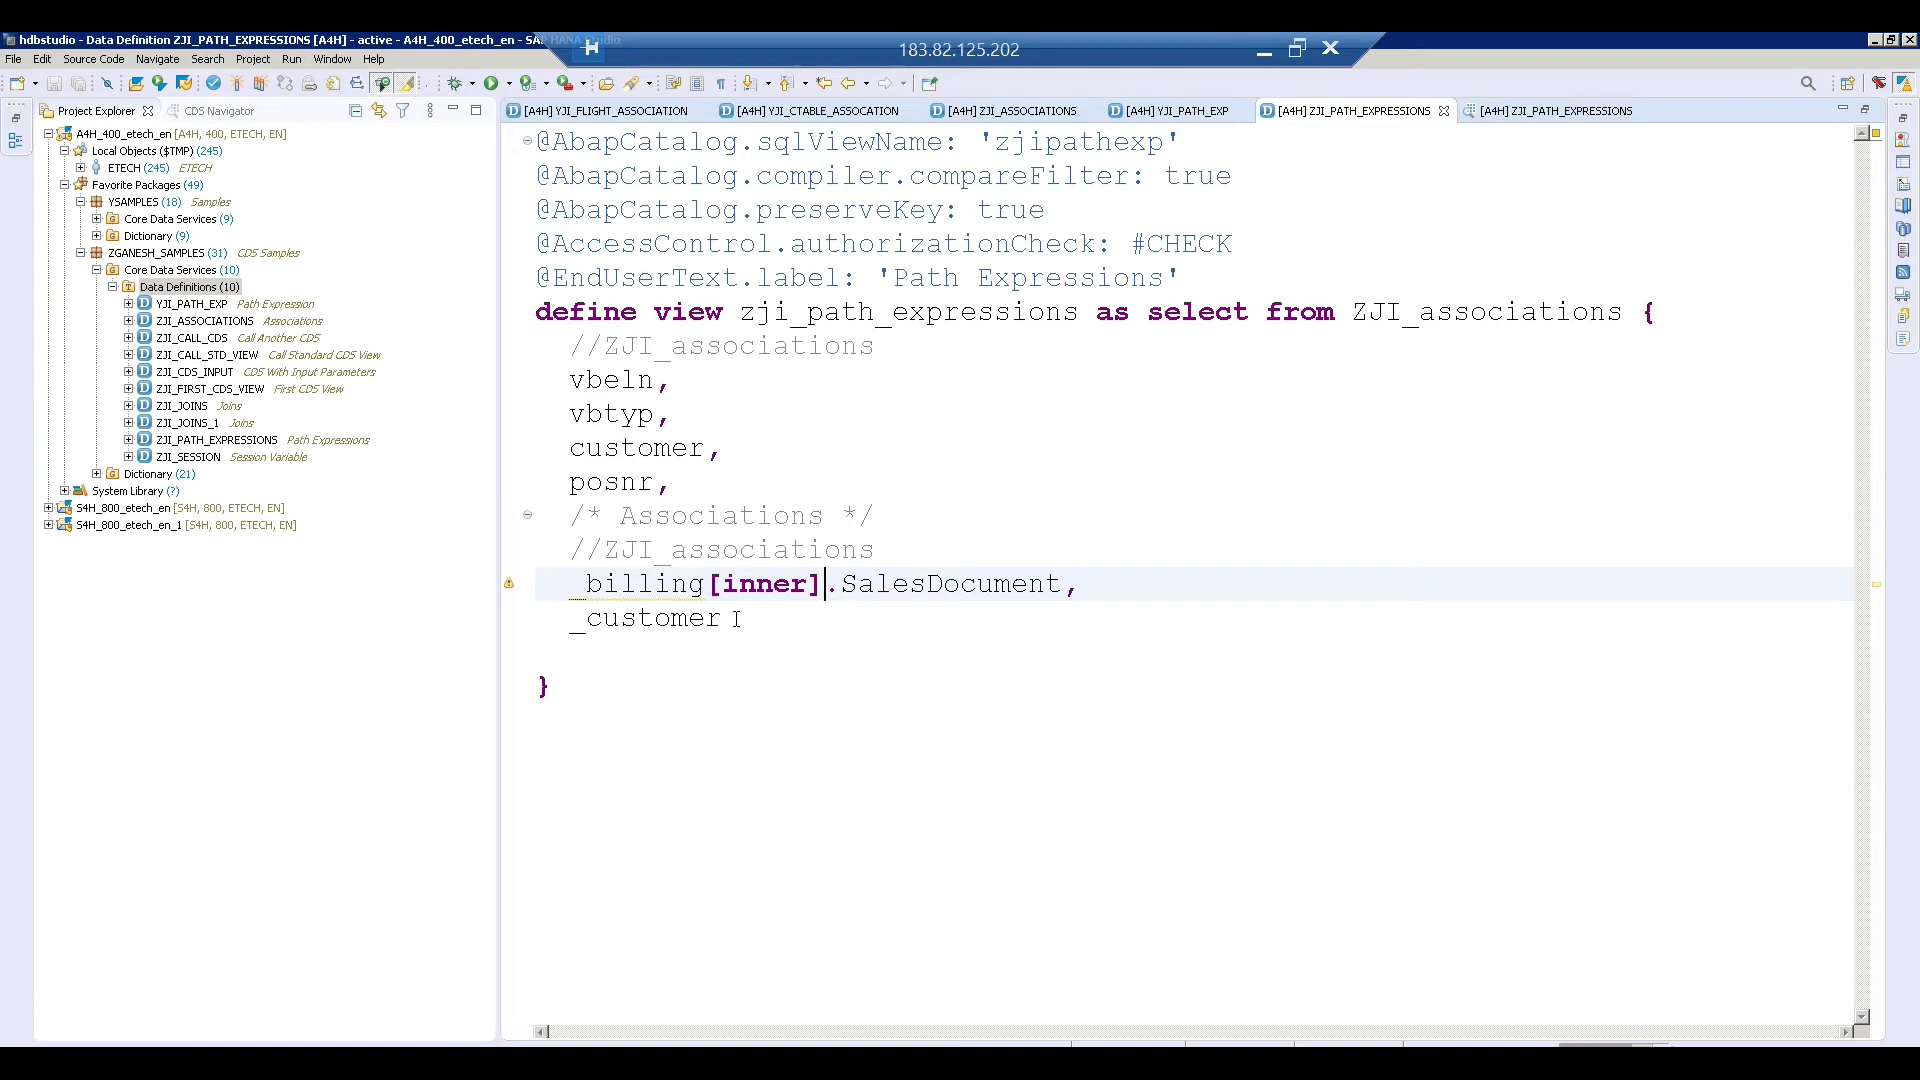 hdbstudio - Data Definition ZJI_PATH_EXPRESSIONS [A4H] - active - A4H_400_etech_en - SAP HANA Studio
183.82.125.202
File Edit Source Code Navigate Search Project Run Window Help
Project Explorer CDS Navigator
[A4H] YJI_FLIGHT_ASSOCIATION [A4H] YJI_CTABLE_ASSOCATION [A4H] ZJI_ASSOCIATIONS [A4H] YJI_PATH_EXP [A4H] ZJI_PATH_EXPRESSIONS [A4H] ZJI_PATH_EXPRESSIONS
A4H_400_etech_en [A4H, 400, ETECH, EN]
Local Objects ($TMP) (245)
ETECH (245) ETECH
Favorite Packages (49)
YSAMPLES (18) Samples
Core Data Services (9)
Dictionary (9)
ZGANESH_SAMPLES (31) CDS Samples
Core Data Services (10)
Data Definitions (10)
YJI_PATH_EXP Path Expression
ZJI_ASSOCIATIONS Associations
ZJI_CALL_CDS Call Another CDS
ZJI_CALL_STD_VIEW Call Standard CDS View
ZJI_CDS_INPUT CDS With Input Parameters
ZJI_FIRST_CDS_VIEW First CDS View
ZJI_JOINS Joins
ZJI_JOINS_1 Joins
ZJI_PATH_EXPRESSIONS Path Expressions
ZJI_SESSION Session Variable
Dictionary (21)
System Library (?)
S4H_800_etech_en [S4H, 800, ETECH, EN]
S4H_800_etech_en_1 [S4H, 800, ETECH, EN]
@AbapCatalog.sqlViewName: 'zjipathexp'
@AbapCatalog.compiler.compareFilter: true
@AbapCatalog.preserveKey: true
@AccessControl.authorizationCheck: #CHECK
@EndUserText.label: 'Path Expressions'
define view zji_path_expressions as select from ZJI_associations {
//ZJI_associations
vbeln,
vbtyp,
customer,
posnr,
/* Associations */
//ZJI_associations
_billing[inner].SalesDocument,
_customer
}